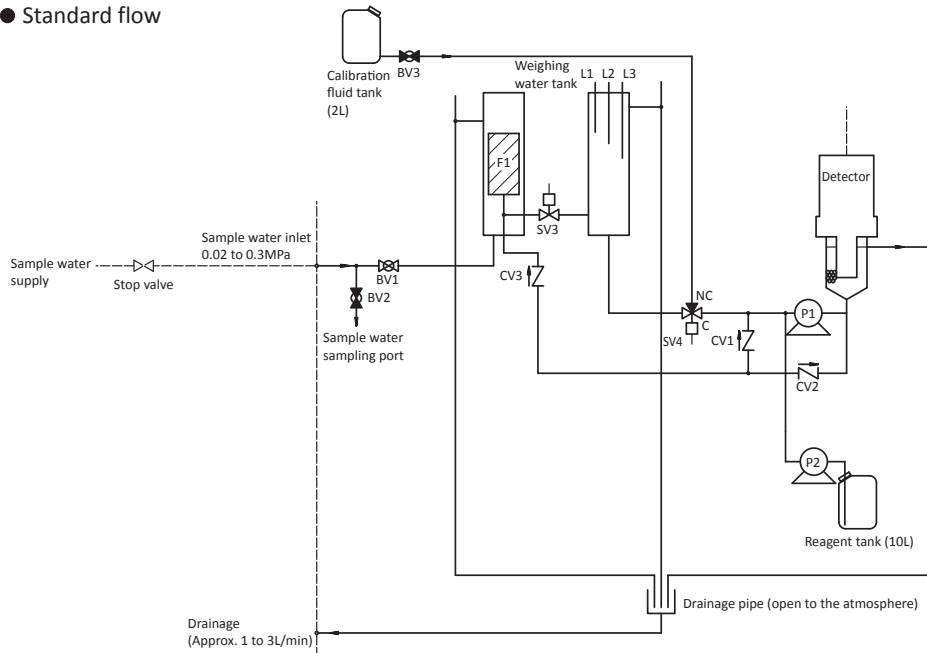 ● Standard flow
Calibration
fluid tank
(2L)
BV3
Weighing
water tank
L1 L2 L3
F1
SV3
Detector
Sample water
supply
Stop valve
Sample water inlet
0.02 to 0.3MPa
BV1
BV2
Sample water
sampling port
CV3
NC
C
SV4
CV1
P1
CV2
P2
Reagent tank (10L)
Drainage pipe (open to the atmosphere)
Drainage
(Approx. 1 to 3L/min)